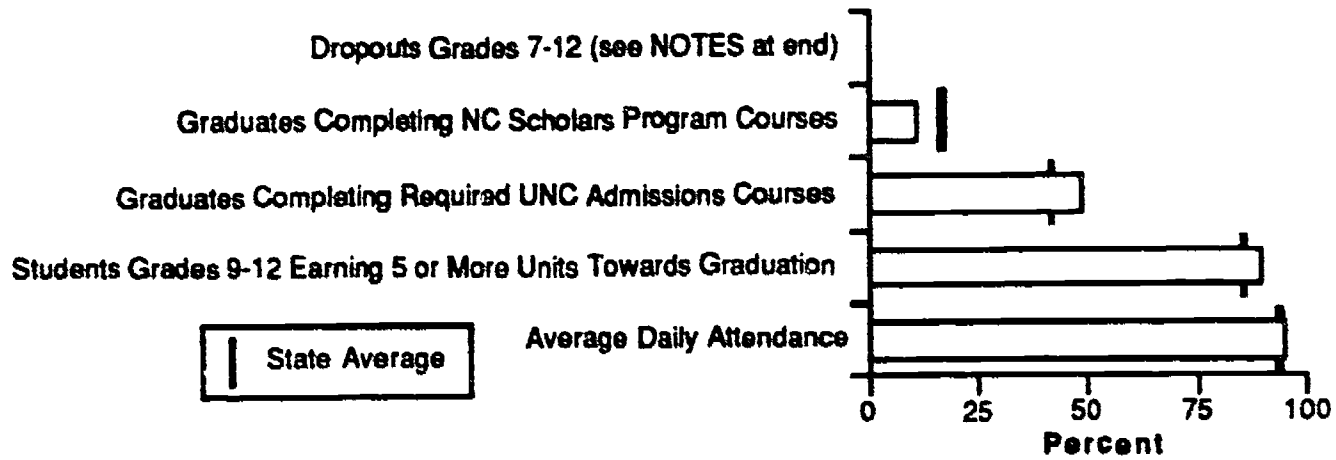 Dropouts Grades 7-12 (see NOTES at end)
Graduates Completing NC Scholars Program Courses
Graduates Completing Required UNC Admissions Courses
Students Grades 9-12 Earning 5 or More Units Towards Graduation
Average Daily Attendance
State Average
0 25 50 75 100
Percent